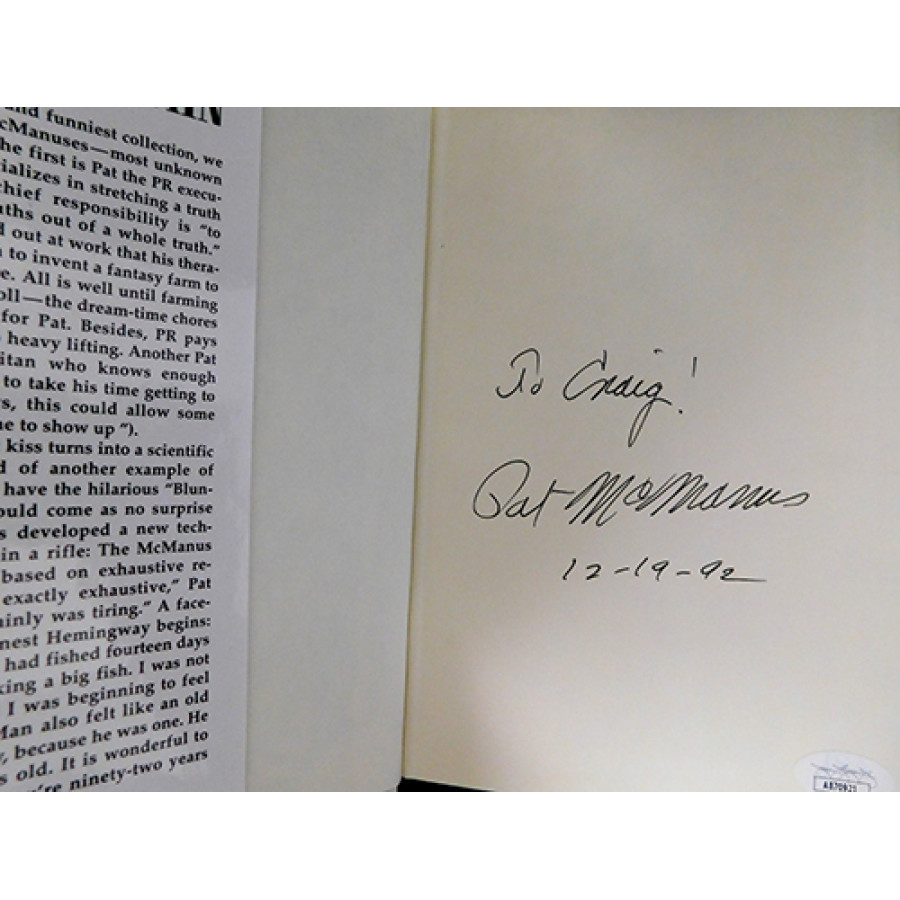 nd funniest collection, we
cManuses—most unknown
he first is Pat the PR execu-
ializes in stretching a truth
chief responsibility is "to
uths out of a whole truth."
d out at work that his thera-
to invent a fantasy farm to
e. All is well until farming
oll—the dream-time chores
for Pat. Besides, PR pays
heavy lifting. Another Pat
itan who knows enough
to take his time getting to
s, this could allow some
e to show up").
kiss turns into a scientific
d of another example of
have the hilarious "Blun-
ould come as no surprise
s developed a new tech-
in a rifle: The McManus
based on exhaustive re-
exactly exhaustive," Pat
ainly was tiring." A face-
nest Hemingway begins:
had fished fourteen days
king a big fish. I was not
I was beginning to feel
Man also felt like an old
, because he was one. He
s old. It is wonderful to
're ninety-two years
To Craig!
Pat McManus
12-19-92
AB70921